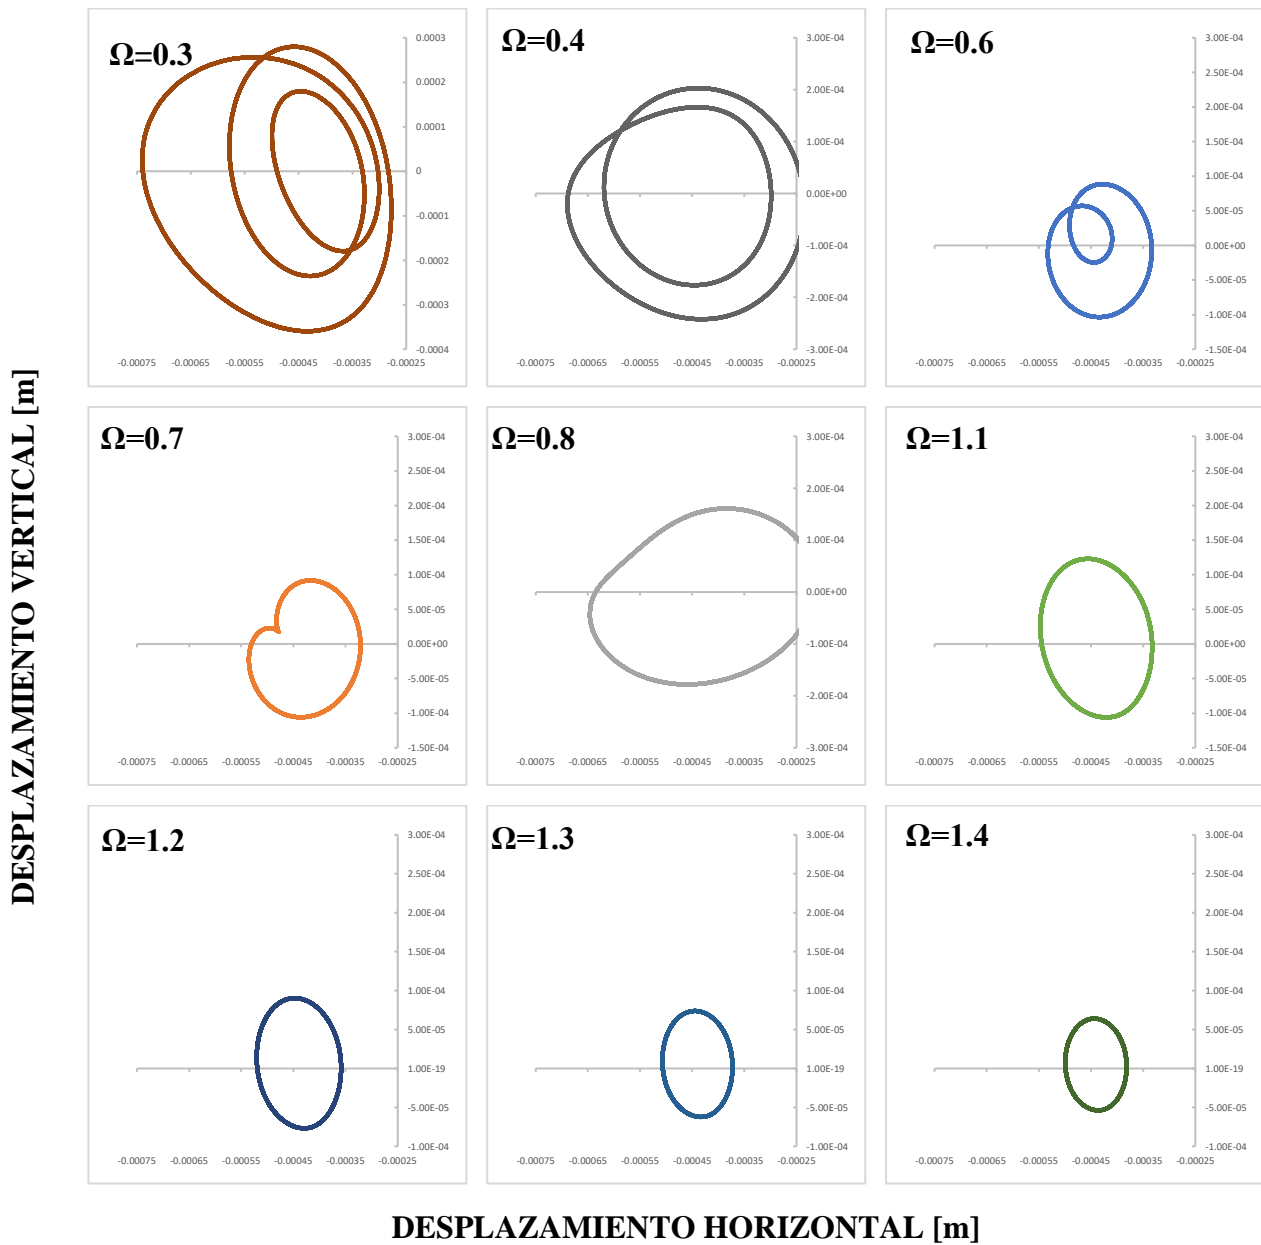 DESPLAZAMIENTO VERTICAL [m]
Ω=0.3
0.0003
0.0002
0.0001
0
-0.0001
-0.0002
-0.0003
-0.0004
-0.00075 -0.00065 -0.00055 -0.00045 -0.00035 -0.00025
Ω=0.4
3.00E-04
2.00E-04
1.00E-04
0.00E+00
-1.00E-04
-2.00E-04
-3.00E-04
-0.00075 -0.00065 -0.00055 -0.00045 -0.00035 -0.00025
Ω=0.6
3.00E-04
2.50E-04
2.00E-04
1.50E-04
1.00E-04
5.00E-05
0.00E+00
-5.00E-05
-1.00E-04
-1.50E-04
-0.00075 -0.00065 -0.00055 -0.00045 -0.00035 -0.00025
Ω=0.7
3.00E-04
2.50E-04
2.00E-04
1.50E-04
1.00E-04
5.00E-05
0.00E+00
-5.00E-05
-1.00E-04
-1.50E-04
-0.00075 -0.00065 -0.00055 -0.00045 -0.00035 -0.00025
Ω=0.8
3.00E-04
2.00E-04
1.00E-04
0.00E+00
-1.00E-04
-2.00E-04
-3.00E-04
-0.00075 -0.00065 -0.00055 -0.00045 -0.00035 -0.00025
Ω=1.1
3.00E-04
2.50E-04
2.00E-04
1.50E-04
1.00E-04
5.00E-05
0.00E+00
-5.00E-05
-1.00E-04
-1.50E-04
-0.00075 -0.00065 -0.00055 -0.00045 -0.00035 -0.00025
Ω=1.2
3.00E-04
2.50E-04
2.00E-04
1.50E-04
1.00E-04
5.00E-05
1.00E-19
-5.00E-05
-1.00E-04
-0.00075 -0.00065 -0.00055 -0.00045 -0.00035 -0.00025
Ω=1.3
3.00E-04
2.50E-04
2.00E-04
1.50E-04
1.00E-04
5.00E-05
1.00E-19
-5.00E-05
-1.00E-04
-0.00075 -0.00065 -0.00055 -0.00045 -0.00035 -0.00025
Ω=1.4
3.00E-04
2.50E-04
2.00E-04
1.50E-04
1.00E-04
5.00E-05
1.00E-19
-5.00E-05
-1.00E-04
-0.00075 -0.00065 -0.00055 -0.00045 -0.00035 -0.00025
DESPLAZAMIENTO HORIZONTAL [m]